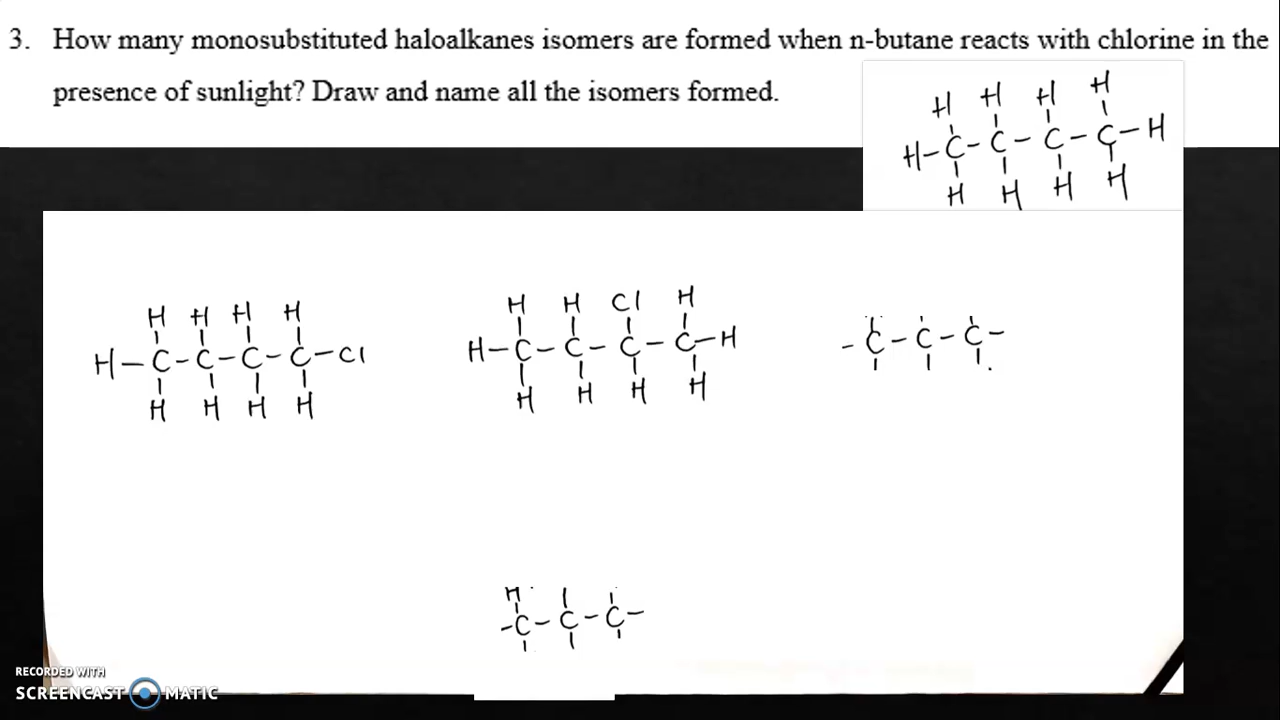 3. How many monosubstituted haloalkanes isomers are formed when n-butane reacts with chlorine in the
presence of sunlight? Draw and name all the isomers formed.
H H H H
H-C-C-C-C-H
H H H H
H H H H
H-C-C-C-C-Cl
H H H H
H H Cl H
H-C-C-C-C-H
H H H H
-C-C-C-
H
-C-C-C-
RECORDED WITH
SCREENCAST MATIC